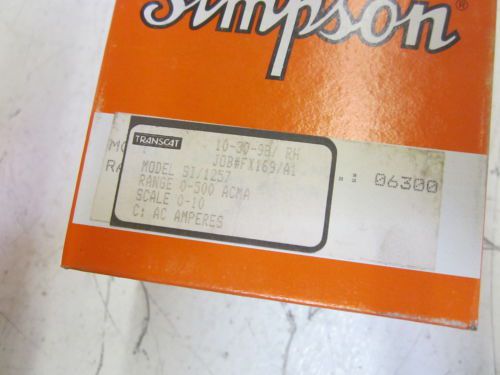 Simpson®
TRANSCAT
10-30-98/ RH
JOB#FX169/A1
MO
MODEL SI/1257
RA
RANGE 0-500 ACMA
SCALE 0-10
C: AC AMPERES
.: 06300